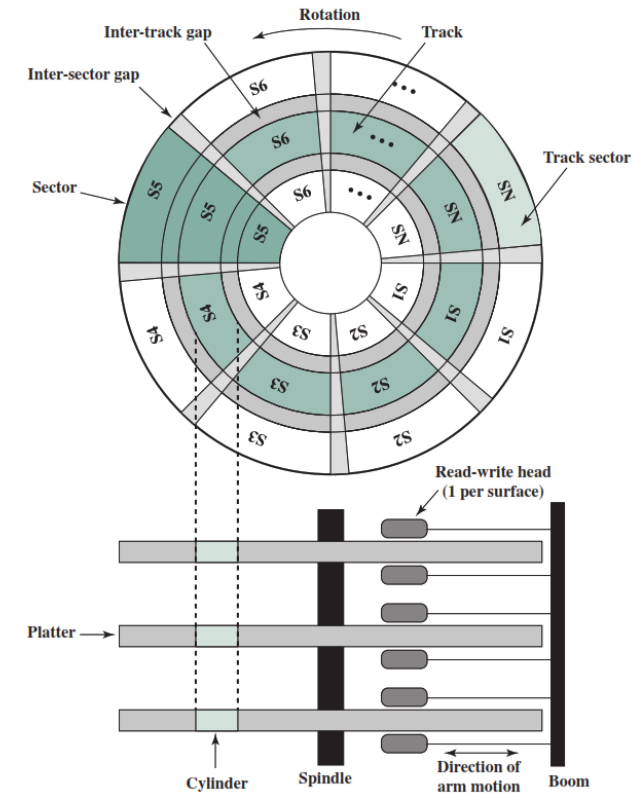 Rotation
Inter-track gap
Track
Inter-sector gap
S6
• • •
S6
• • •
Track sector
Sector
S5
S6
• • •
SN
S5
SN
S5
SN
S4
S1
S4
S3
S2
S1
S4
S1
S3
S2
S3
S2
Read-write head
(1 per surface)
Platter
Cylinder
Spindle
Direction of
arm motion
Boom